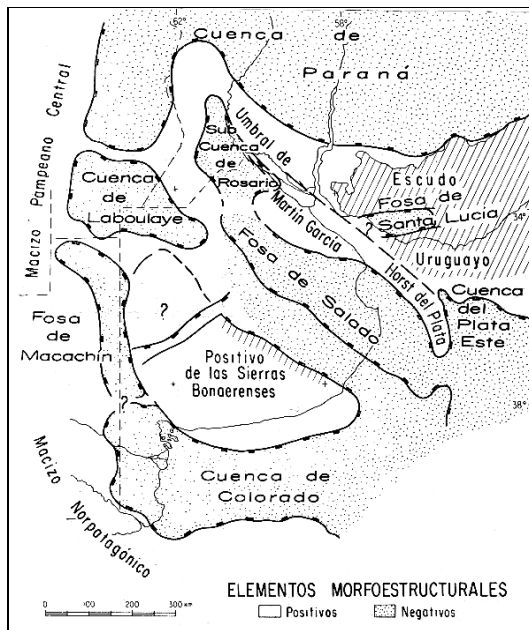 62°
58°
Cuenca de
Paraná
Macizo Pampeano Central
Sub
Cuenca
de
Rosario
Umbral de
Martín García
Cuenca
de
Laboulaye
Escudo
Fosa de
Santa Lucía
?
34°
Uruguayo
Horst del Plata
Cuenca
del
Plata
Este
Fosa de Salado
Fosa
de
Macachín
?
Positivo
de las Sierras
Bonaerenses
38°
?
Macizo
Norpatagónico
Cuenca de
Colorado
ELEMENTOS MORFOESTRUCTURALES
Positivos
Negativos
0 100 200 300
km